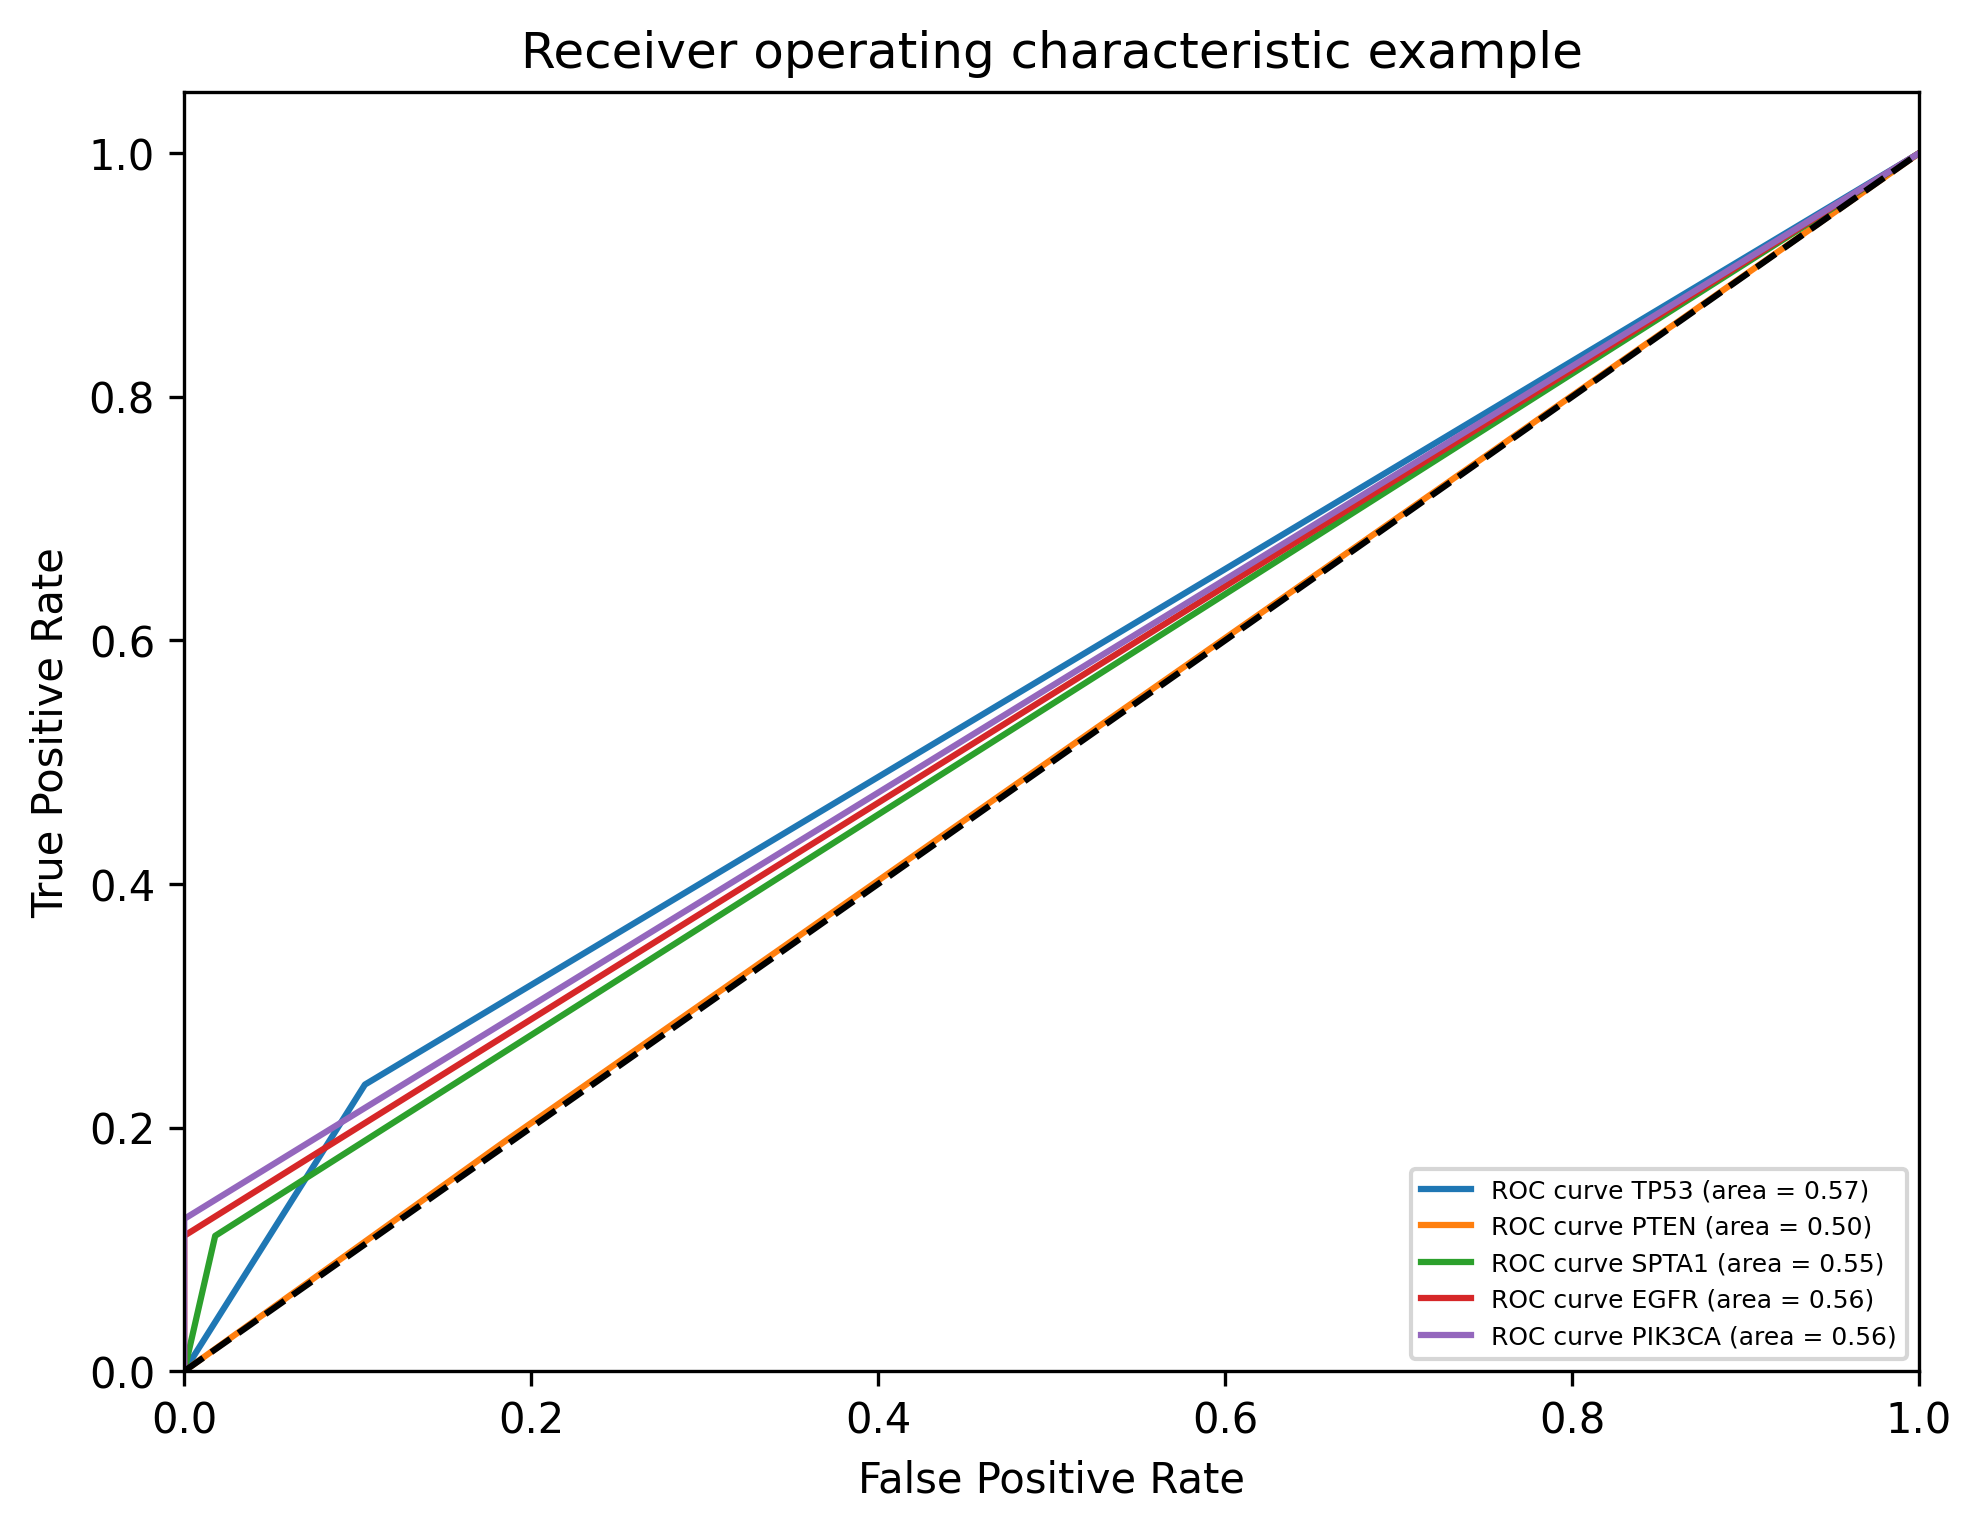 Receiver operating characteristic example
1.0
0.8
0.6
0.4
0.2
0.0
True Positive Rate
ROC curve TP53 (area = 0.57)
ROC curve PTEN (area = 0.50)
ROC curve SPTA1 (area = 0.55)
ROC curve EGFR (area = 0.56)
ROC curve PIK3CA (area = 0.56)
0.0 0.2 0.4 0.6 0.8 1.0
False Positive Rate